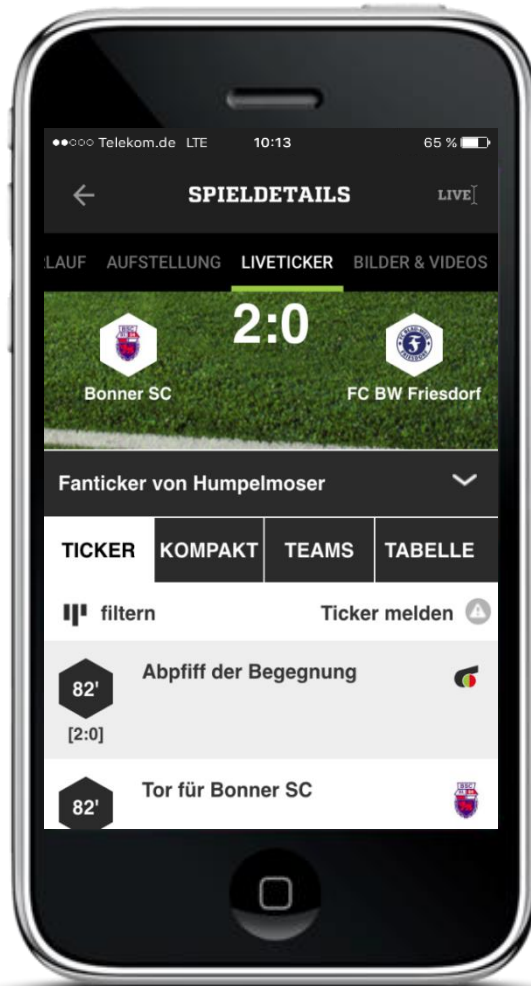 Telekom.de LTE 10:13 65 %
SPIELDETAILS LIVE
LAUF AUFSTELLUNG LIVETICKER BILDER & VIDEOS
2:0
Bonner SC FC BW Friesdorf
Fanticker von Humpelmoser
TICKER KOMPAKT TEAMS TABELLE
filtern Ticker melden
82' Abpfiff der Begegnung
[2:0]
82' Tor für Bonner SC